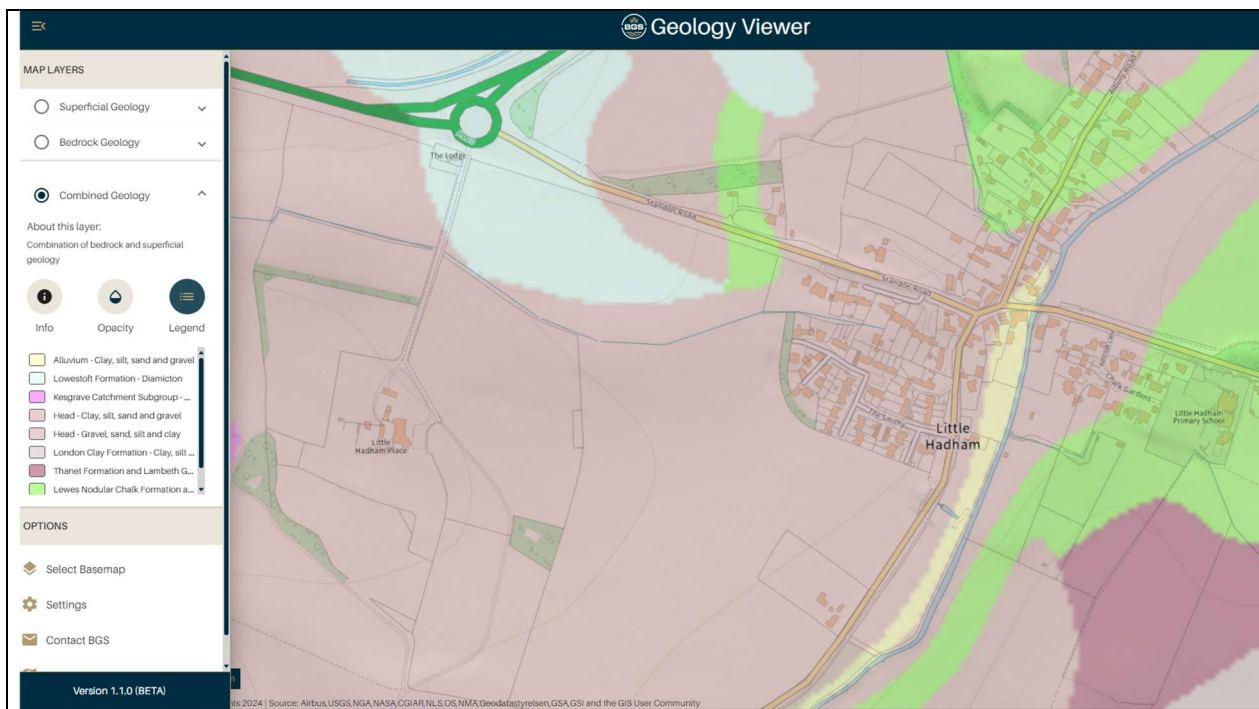 BGS Geology Viewer
MAP LAYERS
Superficial Geology
Bedrock Geology
Combined Geology
About this layer:
Combination of bedrock and superficial
geology
Info
Opacity
Legend
Alluvium - Clay, silt, sand and gravel
Lowestoft Formation - Diamicton
Kesgrave Catchment Subgroup - ...
Head - Clay, silt, sand and gravel
Head - Gravel, sand, silt and clay
London Clay Formation - Clay, silt ...
Thanet Formation and Lambeth G...
Lewes Nodular Chalk Formation a...
OPTIONS
Select Basemap
Settings
Contact BGS
Version 1.1.0 (BETA)
The Lodge
Standon Road
Albury Road
Standon Road
Chalk Gardens
The Smithy
Little
Hadham
Little Hadham
Primary School
Little
Hadham Place
2024 | Source: Airbus,USGS,NGA,NASA,CGIAR,NLS,OS,NMA,Geodatastyrelsen,GSA,GSI and the GIS User Community